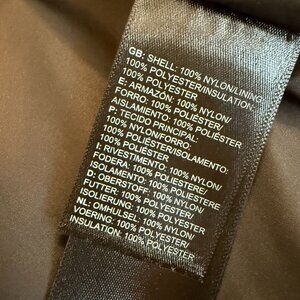 GB: SHELL: 100% NYLON/LINING:
100% POLYESTER/INSULATION:
100% POLYESTER
E: ARMAZÓN: 100% NYLON/
FORRO: 100% POLIÉSTER/
AISLAMIENTO: 100% POLIÉSTER
P: TECIDO PRINCIPAL:
100% NYLON/FORRO:
100% POLIÉSTER/ISOLAMENTO:
100% POLIÉSTER
I: RIVESTIMENTO: 100% NYLON/
FODERA: 100% POLIESTERE/
ISOLAMENTO: 100% POLIESTERE
D: OBERSTOFF: 100% NYLON/
FUTTER: 100% POLYESTER/
ISOLIERUNG: 100% POLYESTER
NL: OMHULSEL: 100% NYLON/
VOERING: 100% POLYESTER/
INSULATION: 100% POLYESTER